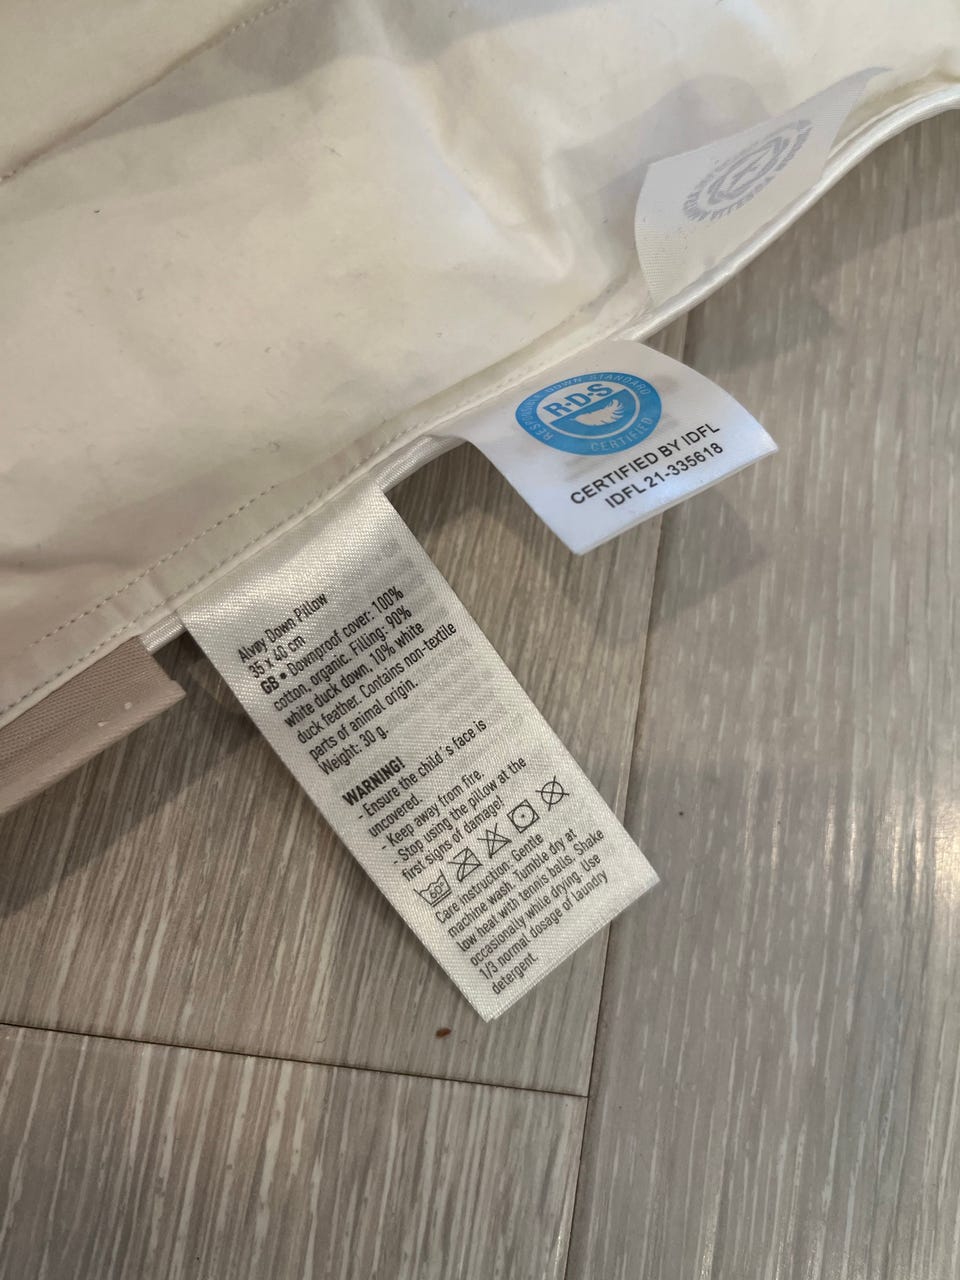 RESPONSIBLE DOWN STANDARD
R·D·S
CERTIFIED
CERTIFIED BY IDFL
IDFL 21-335618
Alvay Down Pillow
35 x 40 cm
GB • Downproof cover: 100%
cotton, organic. Filling: 90%
white duck down, 10% white
duck feather. Contains non-textile
parts of animal origin.
Weight: 30 g.
WARNING!
- Ensure the child´s face is
uncovered.
- Keep away from fire.
- Stop using the pillow at the
first signs of damage!
60°
Care instruction: Gentle
machine wash. Tumble dry at
low heat with tennis balls. Shake
occasionally while drying. Use
1/3 normal dosage of laundry
detergent.